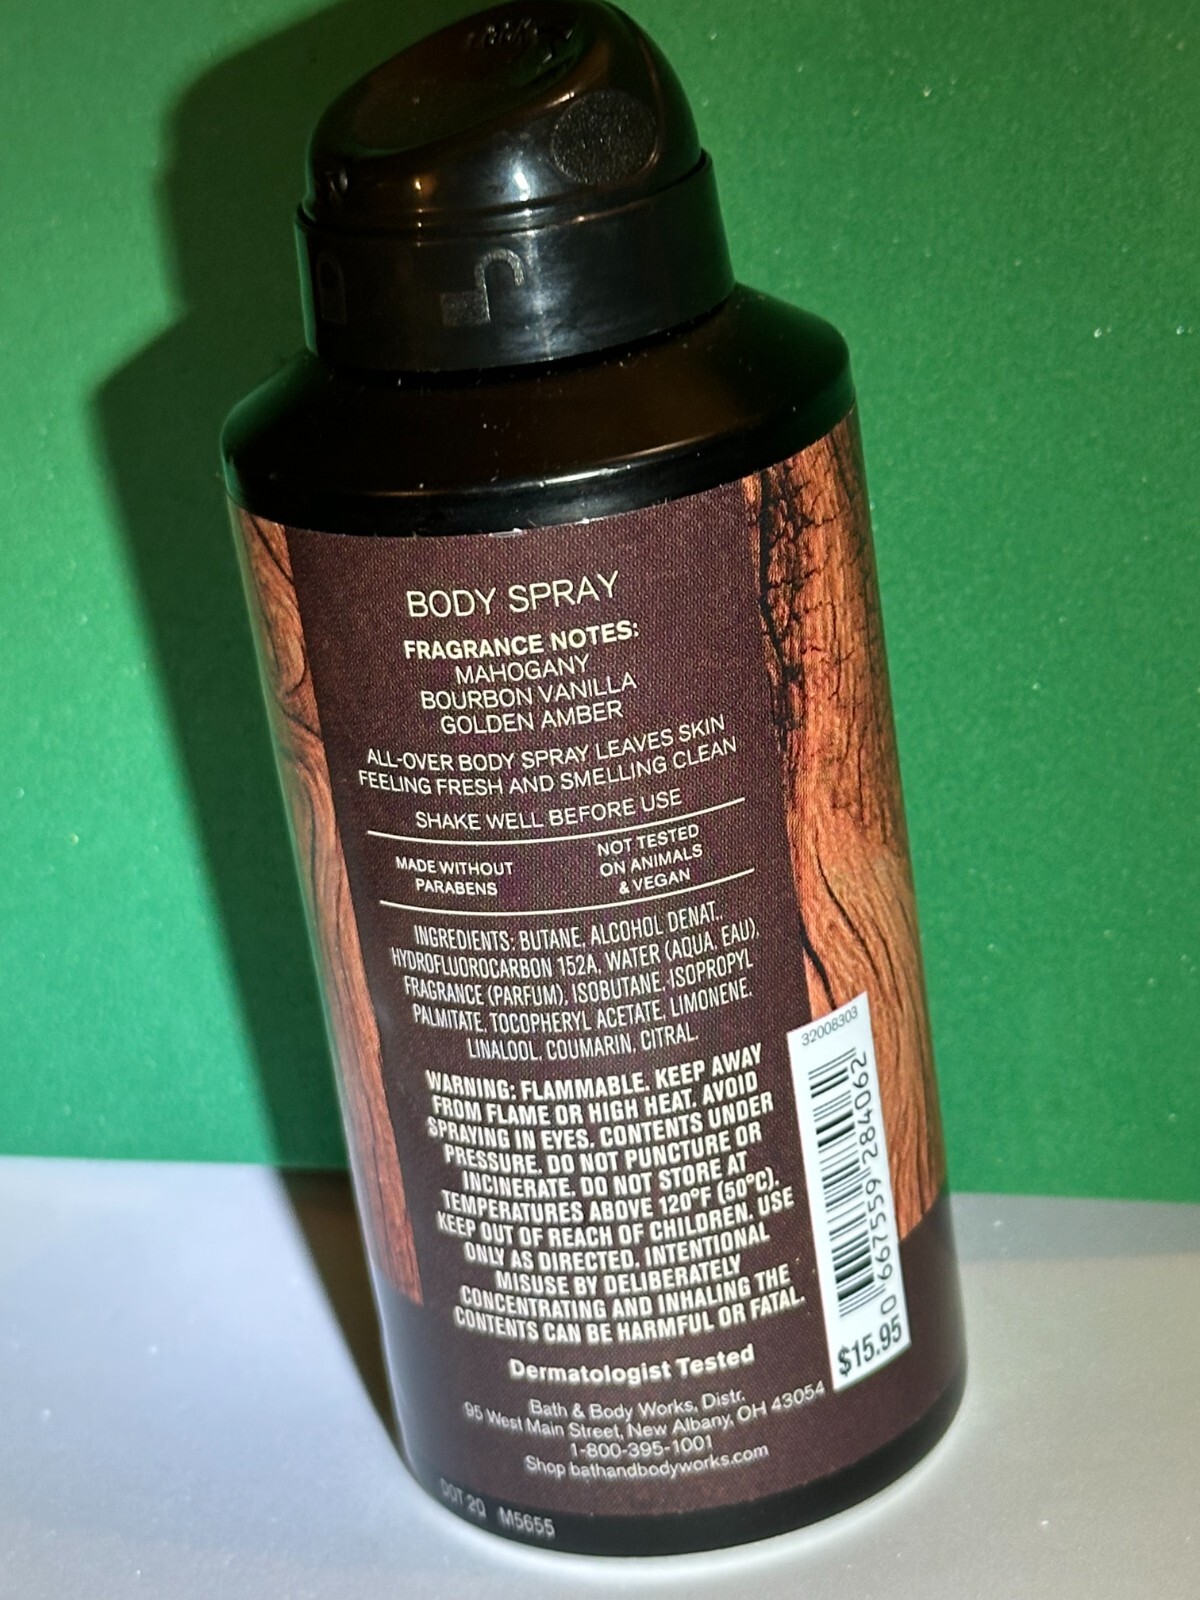 BODY SPRAY
FRAGRANCE NOTES:
MAHOGANY
BOURBON VANILLA
GOLDEN AMBER
ALL-OVER BODY SPRAY LEAVES SKIN
FEELING FRESH AND SMELLING CLEAN
SHAKE WELL BEFORE USE
MADE WITHOUT
PARABENS
NOT TESTED
ON ANIMALS
& VEGAN
INGREDIENTS: BUTANE, ALCOHOL DENAT.,
HYDROFLUOROCARBON 152A, WATER (AQUA, EAU),
FRAGRANCE (PARFUM), ISOBUTANE, ISOPROPYL
PALMITATE, TOCOPHERYL ACETATE, LIMONENE,
LINALOOL, COUMARIN, CITRAL.
WARNING: FLAMMABLE. KEEP AWAY
FROM FLAME OR HIGH HEAT. AVOID
SPRAYING IN EYES. CONTENTS UNDER
PRESSURE. DO NOT PUNCTURE OR
INCINERATE. DO NOT STORE AT
TEMPERATURES ABOVE 120°F (50°C).
KEEP OUT OF REACH OF CHILDREN. USE
ONLY AS DIRECTED. INTENTIONAL
MISUSE BY DELIBERATELY
CONCENTRATING AND INHALING THE
CONTENTS CAN BE HARMFUL OR FATAL.
Dermatologist Tested
Bath & Body Works, Distr.
95 West Main Street, New Albany, OH 43054
1-800-395-1001
Shop bathandbodyworks.com
32008303
0 667559 284062
$15.95
DOT 2Q M5655